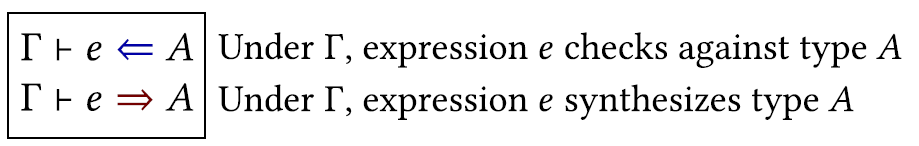 Γ ⊢ e ⇐ A Under Γ, expression e checks against type A
Γ ⊢ e ⇒ A Under Γ, expression e synthesizes type A